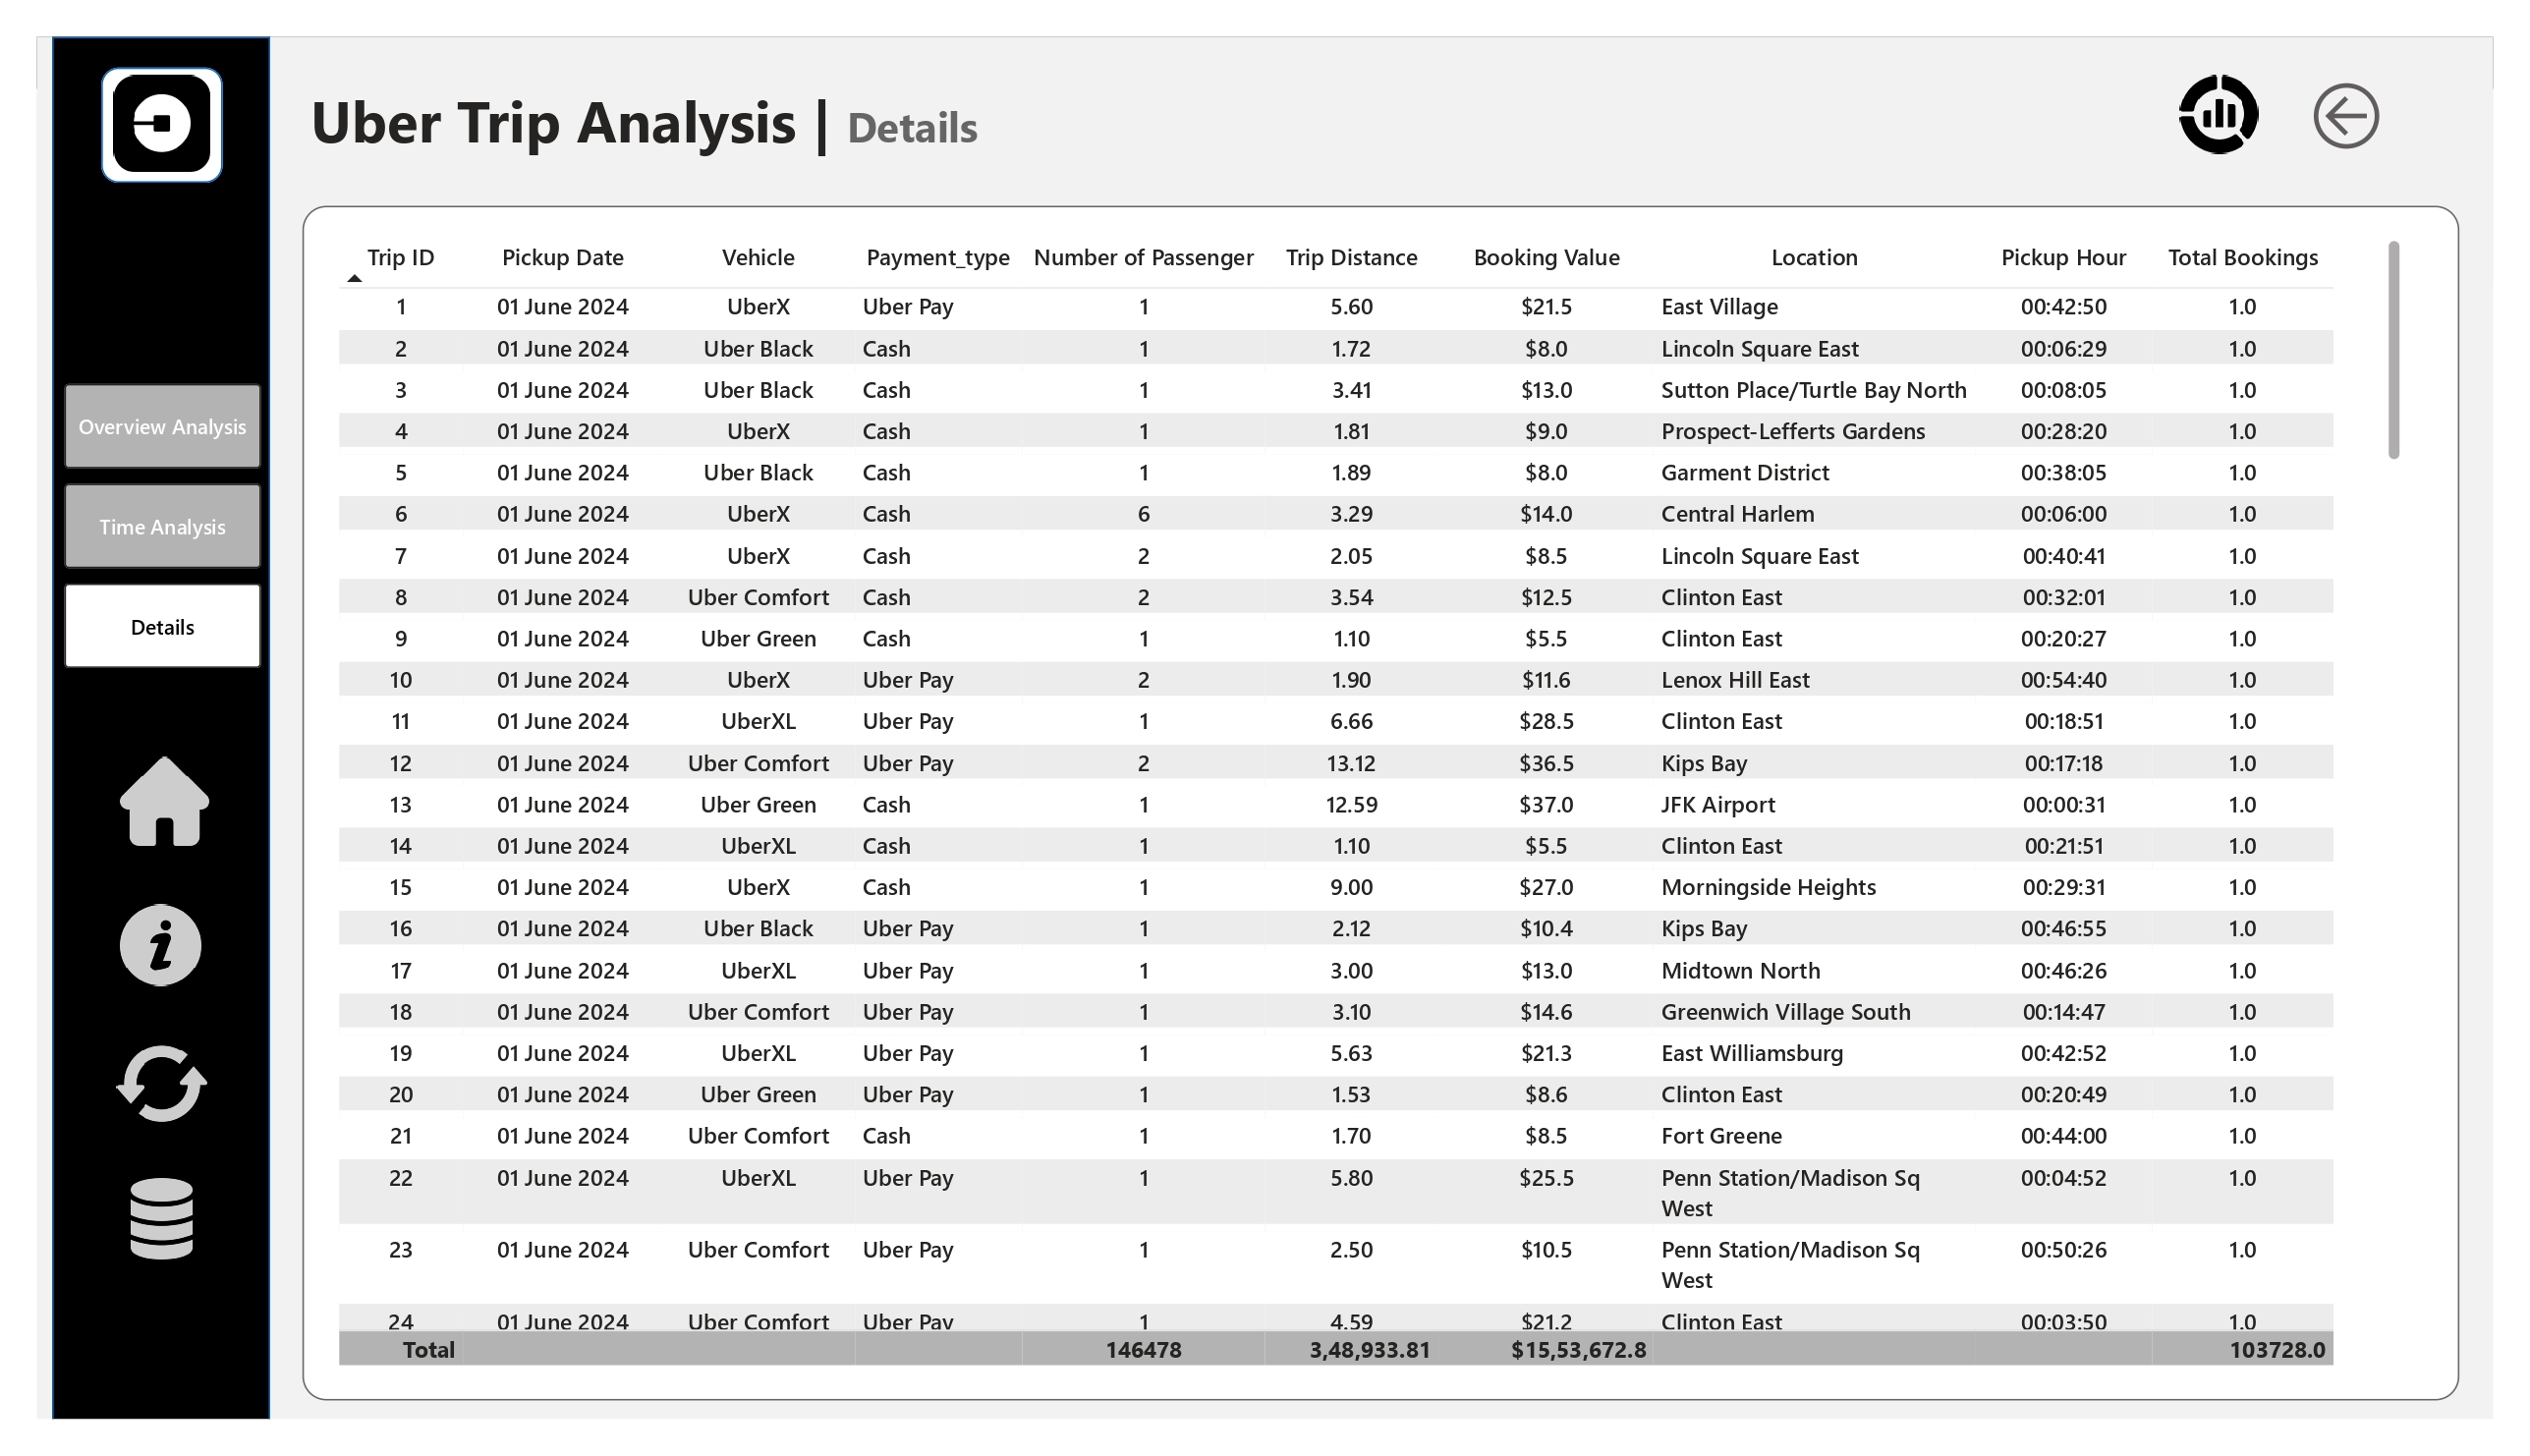 Uber Trip Analysis | Details
Overview Analysis
Time Analysis
Details
Trip ID Pickup Date Vehicle Payment_type Number of Passenger Trip Distance Booking Value Location Pickup Hour Total Bookings
1 01 June 2024 UberX Uber Pay 1 5.60 $21.5 East Village 00:42:50 1.0
2 01 June 2024 Uber Black Cash 1 1.72 $8.0 Lincoln Square East 00:06:29 1.0
3 01 June 2024 Uber Black Cash 1 3.41 $13.0 Sutton Place/Turtle Bay North 00:08:05 1.0
4 01 June 2024 UberX Cash 1 1.81 $9.0 Prospect-Lefferts Gardens 00:28:20 1.0
5 01 June 2024 Uber Black Cash 1 1.89 $8.0 Garment District 00:38:05 1.0
6 01 June 2024 UberX Cash 6 3.29 $14.0 Central Harlem 00:06:00 1.0
7 01 June 2024 UberX Cash 2 2.05 $8.5 Lincoln Square East 00:40:41 1.0
8 01 June 2024 Uber Comfort Cash 2 3.54 $12.5 Clinton East 00:32:01 1.0
9 01 June 2024 Uber Green Cash 1 1.10 $5.5 Clinton East 00:20:27 1.0
10 01 June 2024 UberX Uber Pay 2 1.90 $11.6 Lenox Hill East 00:54:40 1.0
11 01 June 2024 UberXL Uber Pay 1 6.66 $28.5 Clinton East 00:18:51 1.0
12 01 June 2024 Uber Comfort Uber Pay 2 13.12 $36.5 Kips Bay 00:17:18 1.0
13 01 June 2024 Uber Green Cash 1 12.59 $37.0 JFK Airport 00:00:31 1.0
14 01 June 2024 UberXL Cash 1 1.10 $5.5 Clinton East 00:21:51 1.0
15 01 June 2024 UberX Cash 1 9.00 $27.0 Morningside Heights 00:29:31 1.0
16 01 June 2024 Uber Black Uber Pay 1 2.12 $10.4 Kips Bay 00:46:55 1.0
17 01 June 2024 UberXL Uber Pay 1 3.00 $13.0 Midtown North 00:46:26 1.0
18 01 June 2024 Uber Comfort Uber Pay 1 3.10 $14.6 Greenwich Village South 00:14:47 1.0
19 01 June 2024 UberXL Uber Pay 1 5.63 $21.3 East Williamsburg 00:42:52 1.0
20 01 June 2024 Uber Green Uber Pay 1 1.53 $8.6 Clinton East 00:20:49 1.0
21 01 June 2024 Uber Comfort Cash 1 1.70 $8.5 Fort Greene 00:44:00 1.0
22 01 June 2024 UberXL Uber Pay 1 5.80 $25.5 Penn Station/Madison Sq 00:04:52 1.0
West
23 01 June 2024 Uber Comfort Uber Pay 1 2.50 $10.5 Penn Station/Madison Sq 00:50:26 1.0
West
24 01 June 2024 Uber Comfort Uber Pay 1 4.59 $21.2 Clinton East 00:03:50 1.0
Total 146478 3,48,933.81 $15,53,672.8 103728.0